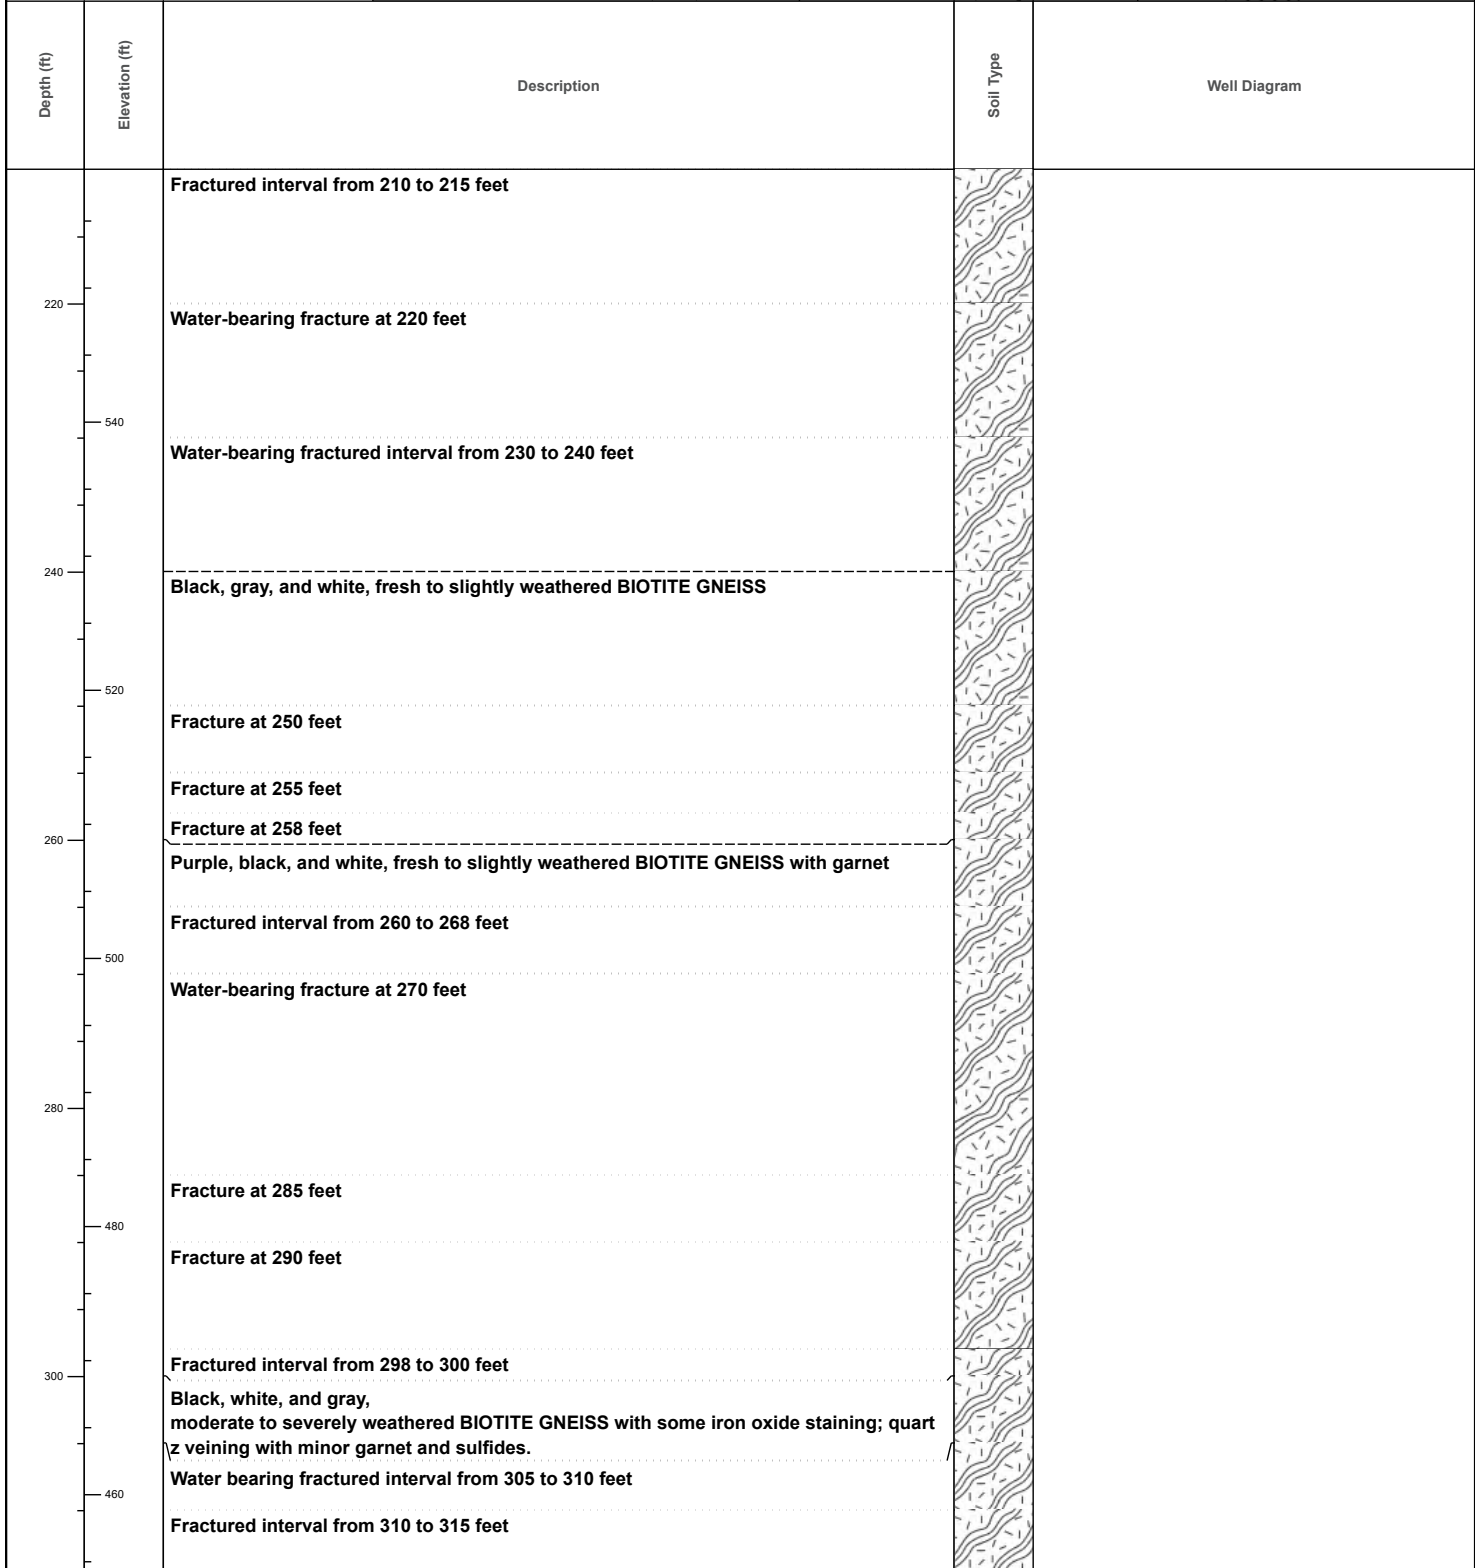 Depth (ft)
Elevation (ft)
Description
Soil Type
Well Diagram
Fractured interval from 210 to 215 feet
220
Water-bearing fracture at 220 feet
540
Water-bearing fractured interval from 230 to 240 feet
240
Black, gray, and white, fresh to slightly weathered BIOTITE GNEISS
520
Fracture at 250 feet
Fracture at 255 feet
Fracture at 258 feet
260
Purple, black, and white, fresh to slightly weathered BIOTITE GNEISS with garnet
Fractured interval from 260 to 268 feet
500
Water-bearing fracture at 270 feet
280
Fracture at 285 feet
480
Fracture at 290 feet
Fractured interval from 298 to 300 feet
300
Black, white, and gray,
moderate to severely weathered BIOTITE GNEISS with some iron oxide staining; quart
z veining with minor garnet and sulfides.
Water bearing fractured interval from 305 to 310 feet
460
Fractured interval from 310 to 315 feet